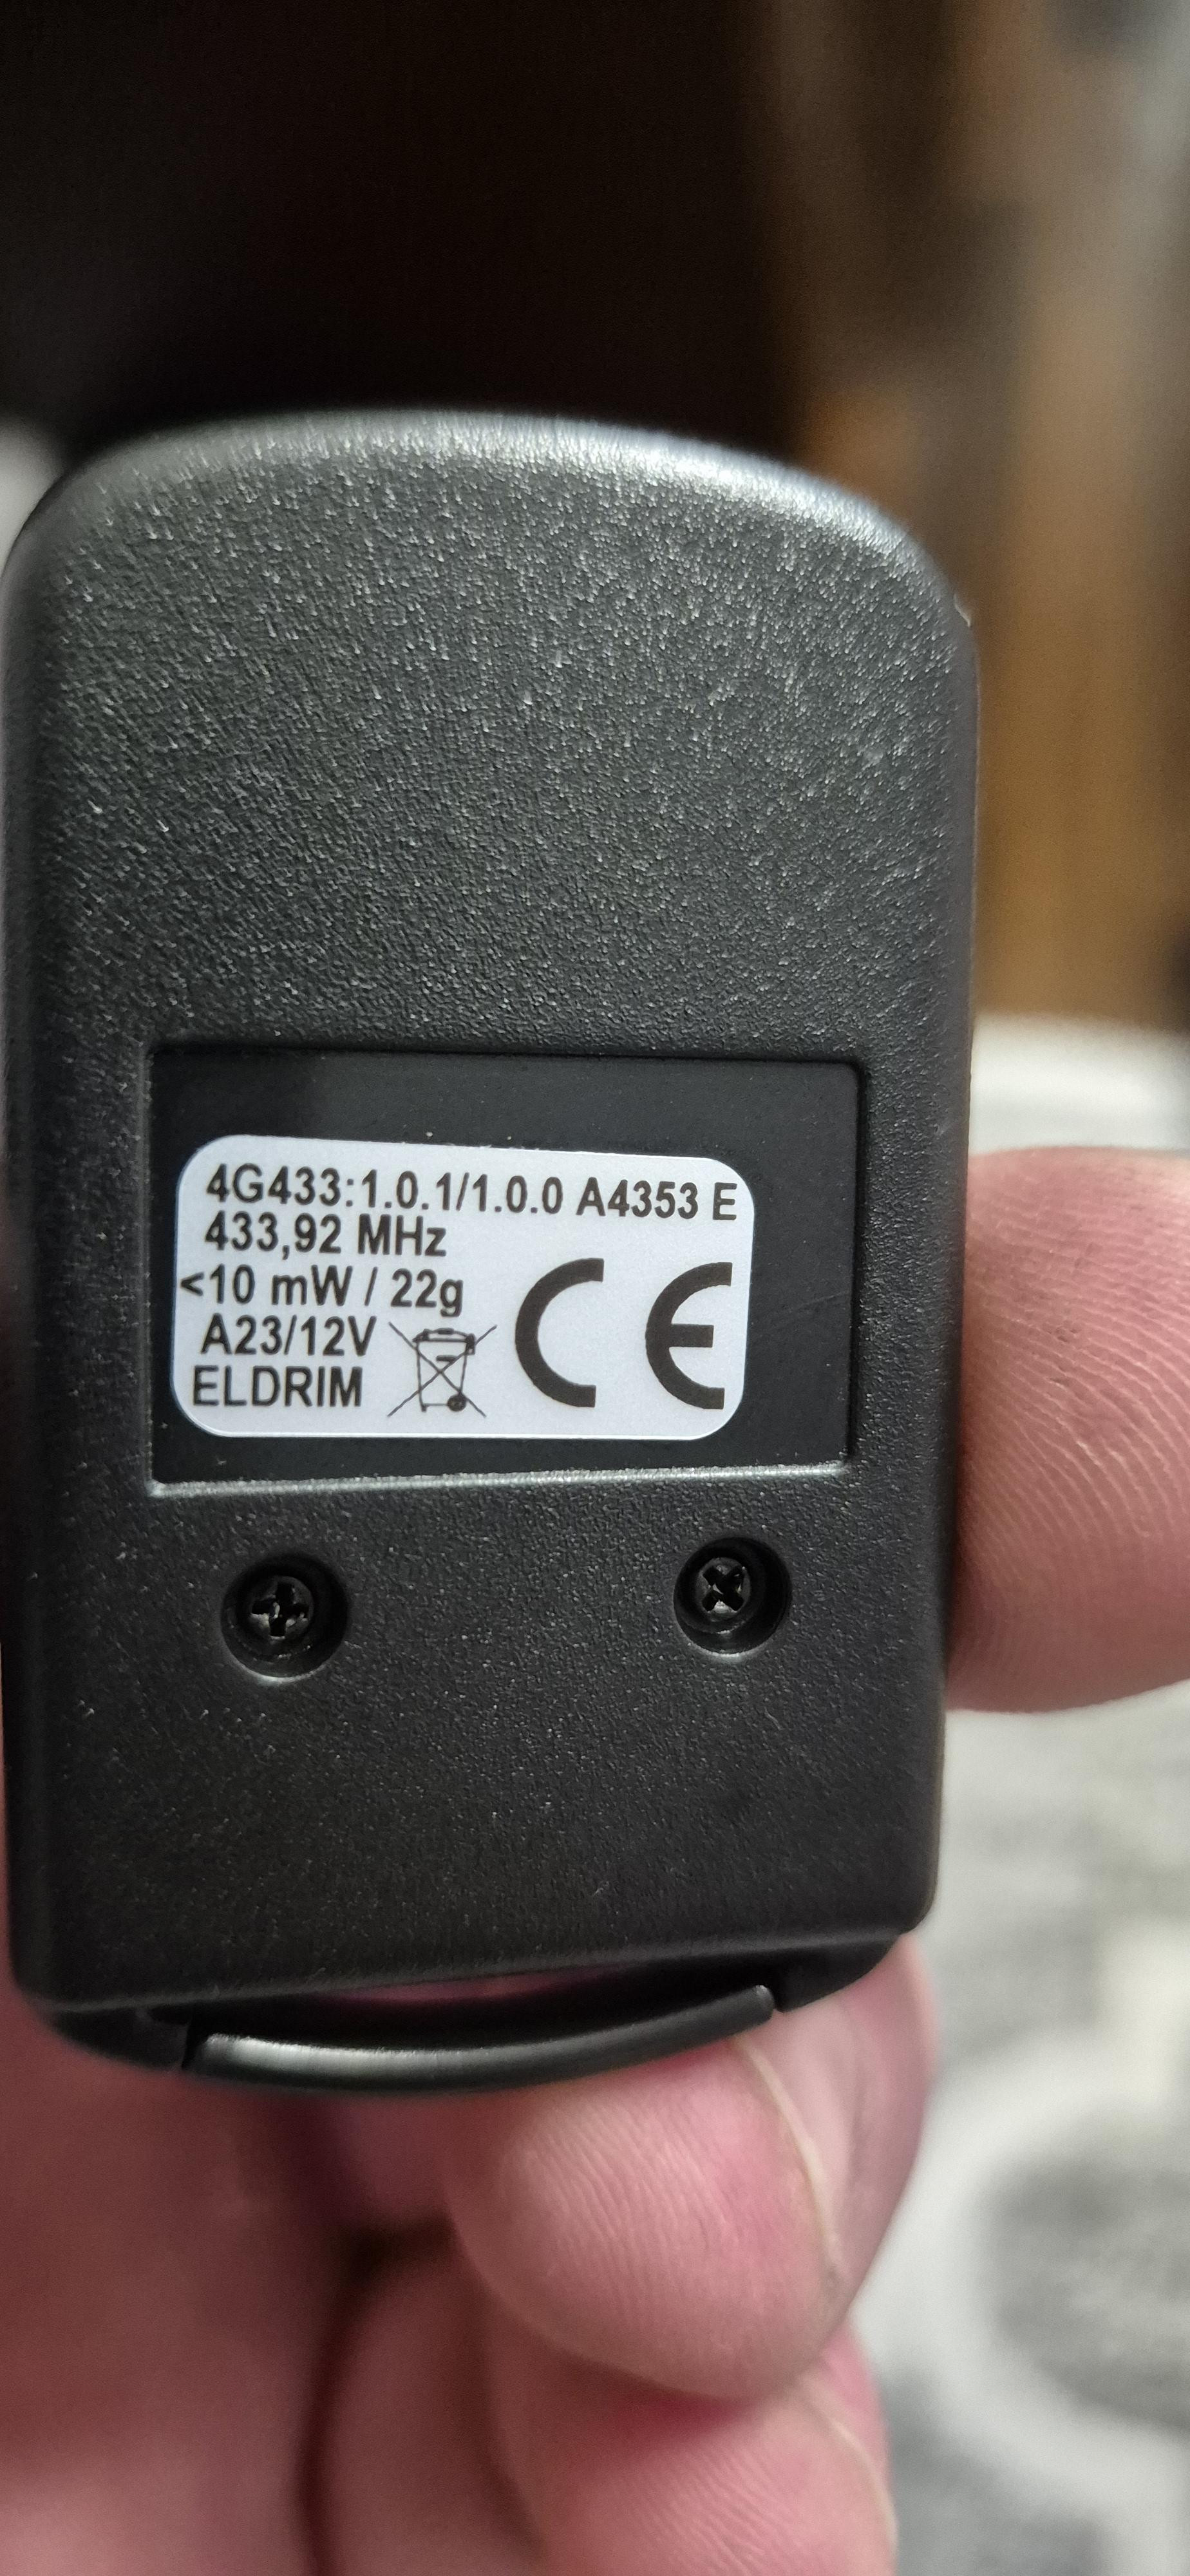 4G433:1.0.1/1.0.0 A4353 E
433,92 MHz
<10 mW / 22g
A23/12V
ELDRIM
CE